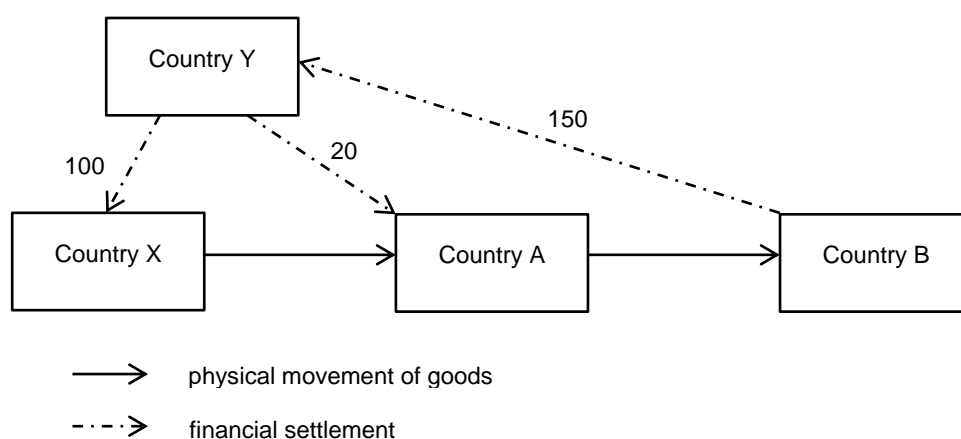 Country Y
150
20
100
Country X
Country A
Country B
physical movement of goods
financial settlement